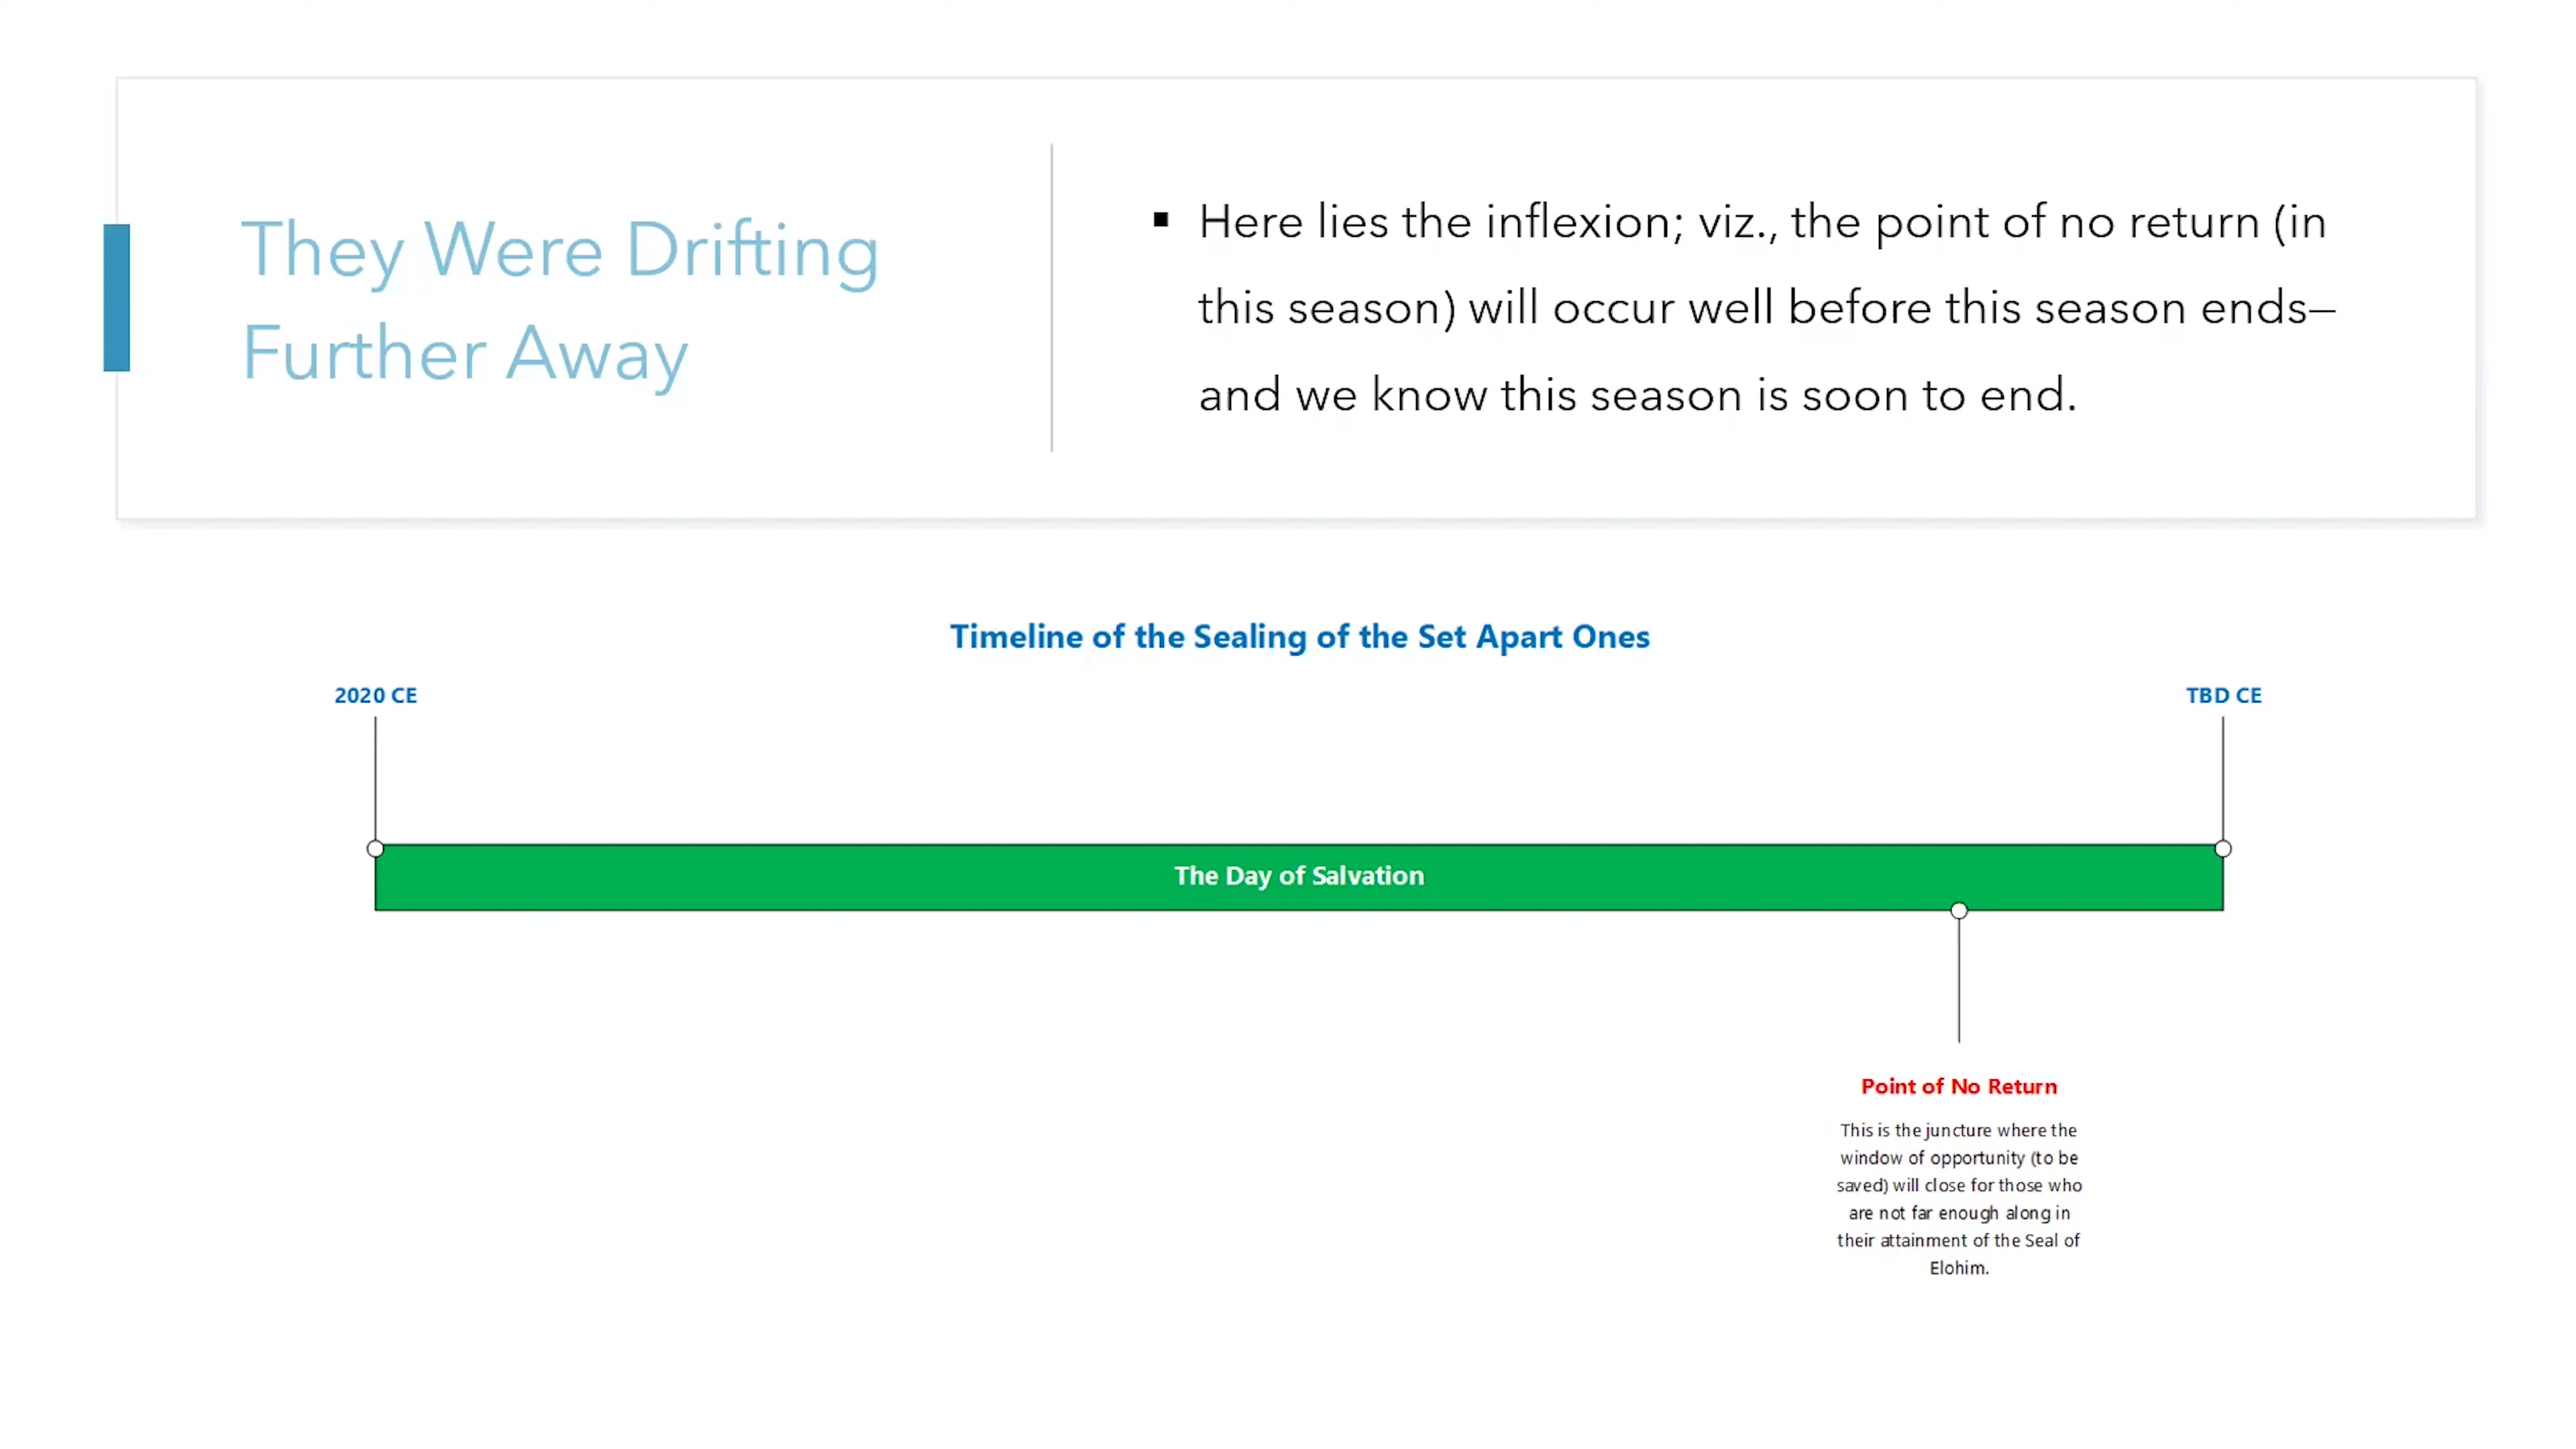 They Were Drifting
Further Away
▪ Here lies the inflexion; viz., the point of no return (in
this season) will occur well before this season ends—
and we know this season is soon to end.
Timeline of the Sealing of the Set Apart Ones
2020 CE
TBD CE
The Day of Salvation
Point of No Return
This is the juncture where the
window of opportunity (to be
saved) will close for those who
are not far enough along in
their attainment of the Seal of
Elohim.